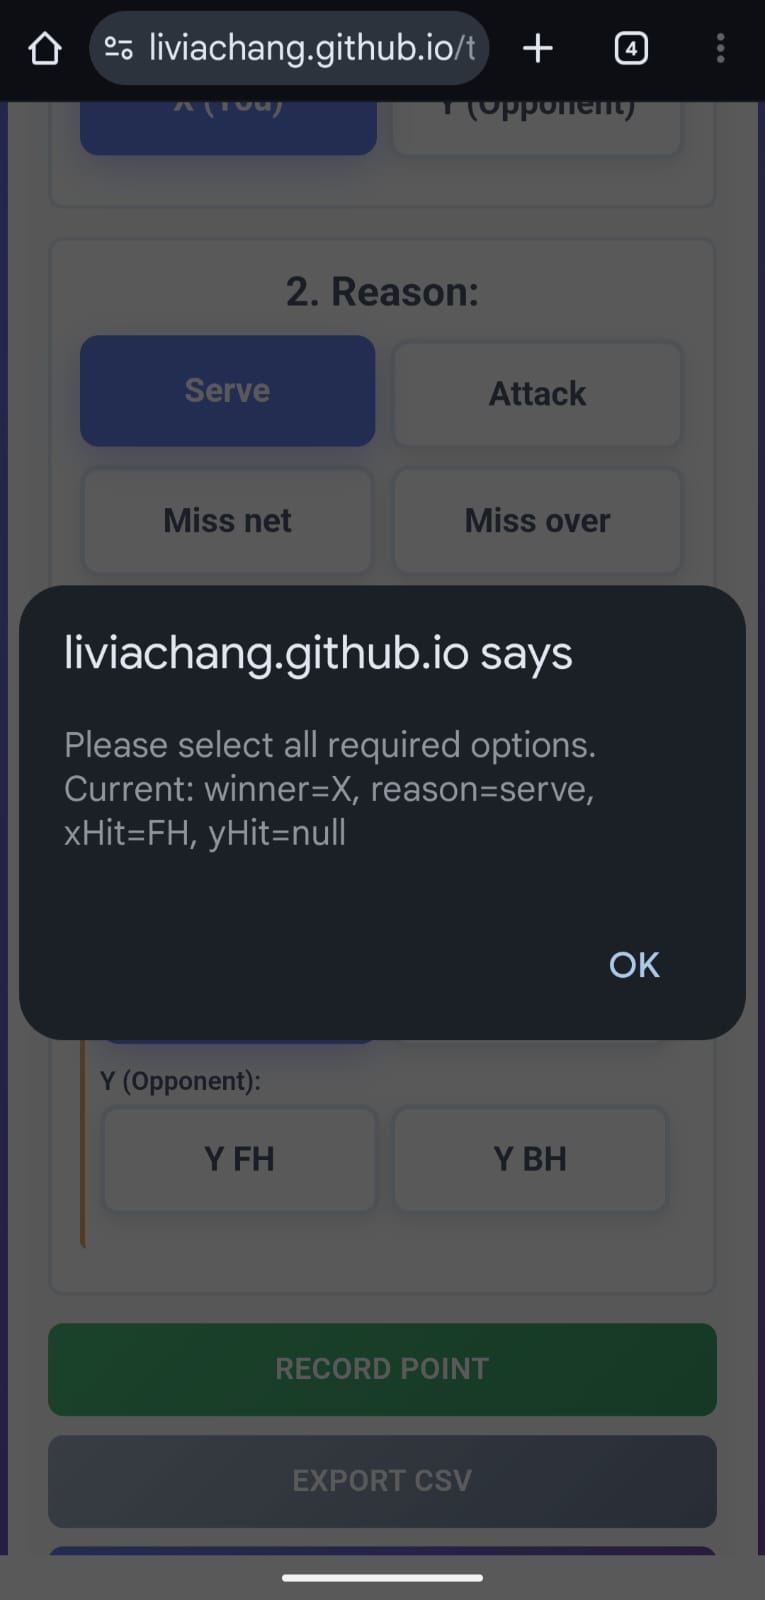 liviachang.github.io/t
4
X (You)
Y (Opponent)
2. Reason:
Serve
Attack
Miss net
Miss over
liviachang.github.io says
Please select all required options.
Current: winner=X, reason=serve,
xHit=FH, yHit=null
OK
Y (Opponent):
Y FH
Y BH
RECORD POINT
EXPORT CSV